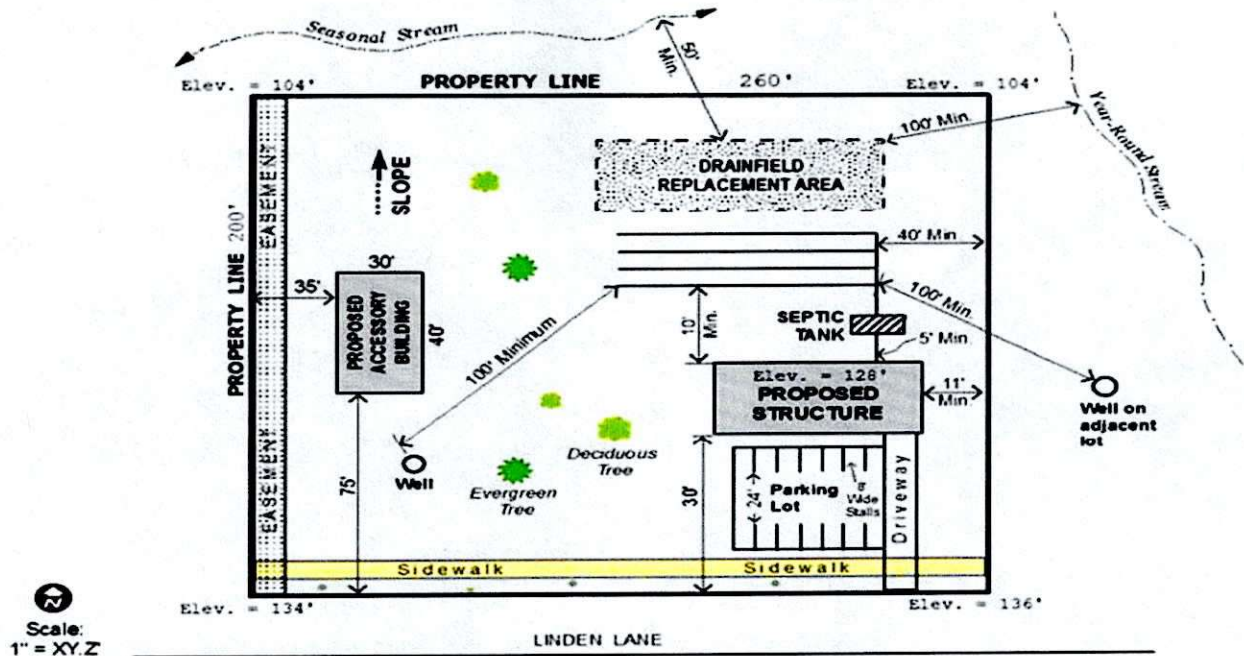 Seasonal Stream
50'
Min.
Elev. = 104'
PROPERTY LINE
260'
Elev. = 104'
100' Min.
Year-Round Stream
EASEMENT
SLOPE
DRAINFIELD
REPLACEMENT AREA
PROPERTY LINE 200'
40' Min.
30'
35'
PROPOSED
ACCESSORY
BUILDING
40'
100' Minimum
10'
Min.
SEPTIC
TANK
100' Min.
5' Min.
Elev. = 128'
PROPOSED
STRUCTURE
11'
Min.
Well on
adjacent
lot
Deciduous
Tree
EASEMENT
75'
Well
Evergreen
Tree
30'
24'
Parking
Lot
8'
Wide
Stalls
Driveway
Sidewalk
Sidewalk
Elev. = 134'
Elev. = 136'
N
Scale:
1" = XY.Z'
LINDEN LANE